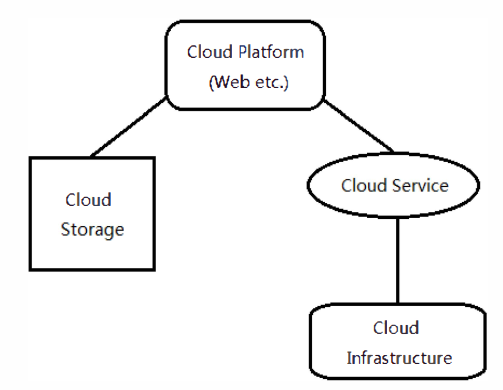 Cloud Platform
(Web etc.)
Cloud
Storage
Cloud Service
Cloud
Infrastructure